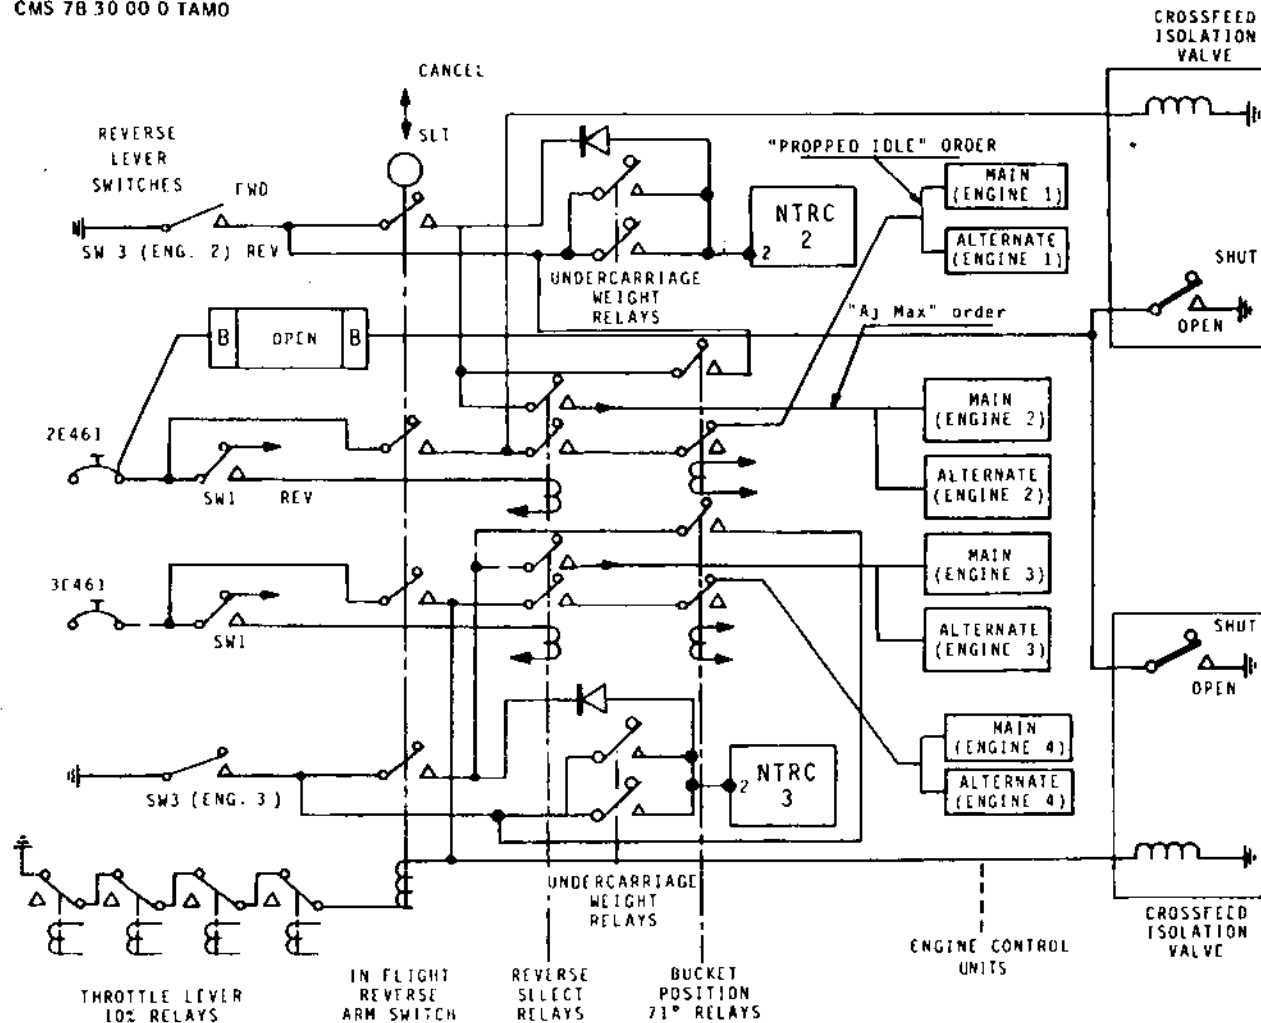 CMS 78 30 00 0 TAMO
CROSSFEED
ISOLATION
VALVE
CANCEL
SLT
REVERSE
LEVER
SWITCHES
FWD
SW 3 (ENG. 2) REV
"PROPPED IDLE" ORDER
MAIN
(ENGINE 1)
ALTERNATE
(ENGINE 1)
NTRC
2
2
UNDERCARRIAGE
WEIGHT
RELAYS
SHUT
OPEN
B OPEN B
"Aj Max" order
MAIN
(ENGINE 2)
ALTERNATE
(ENGINE 2)
2E461
SW1 REV
MAIN
(ENGINE 3)
ALTERNATE
(ENGINE 3)
3E461
SW1
SHUT
OPEN
MAIN
(ENGINE 4)
ALTERNATE
(ENGINE 4)
NTRC
3
2
SW3 (ENG. 3)
UNDERCARRIAGE
WEIGHT
RELAYS
CROSSFEED
ISOLATION
VALVE
ENGINE CONTROL
UNITS
THROTTLE LEVER
10% RELAYS
IN FLIGHT
REVERSE
ARM SWITCH
REVERSE
SELECT
RELAYS
BUCKET
POSITION
71° RELAYS